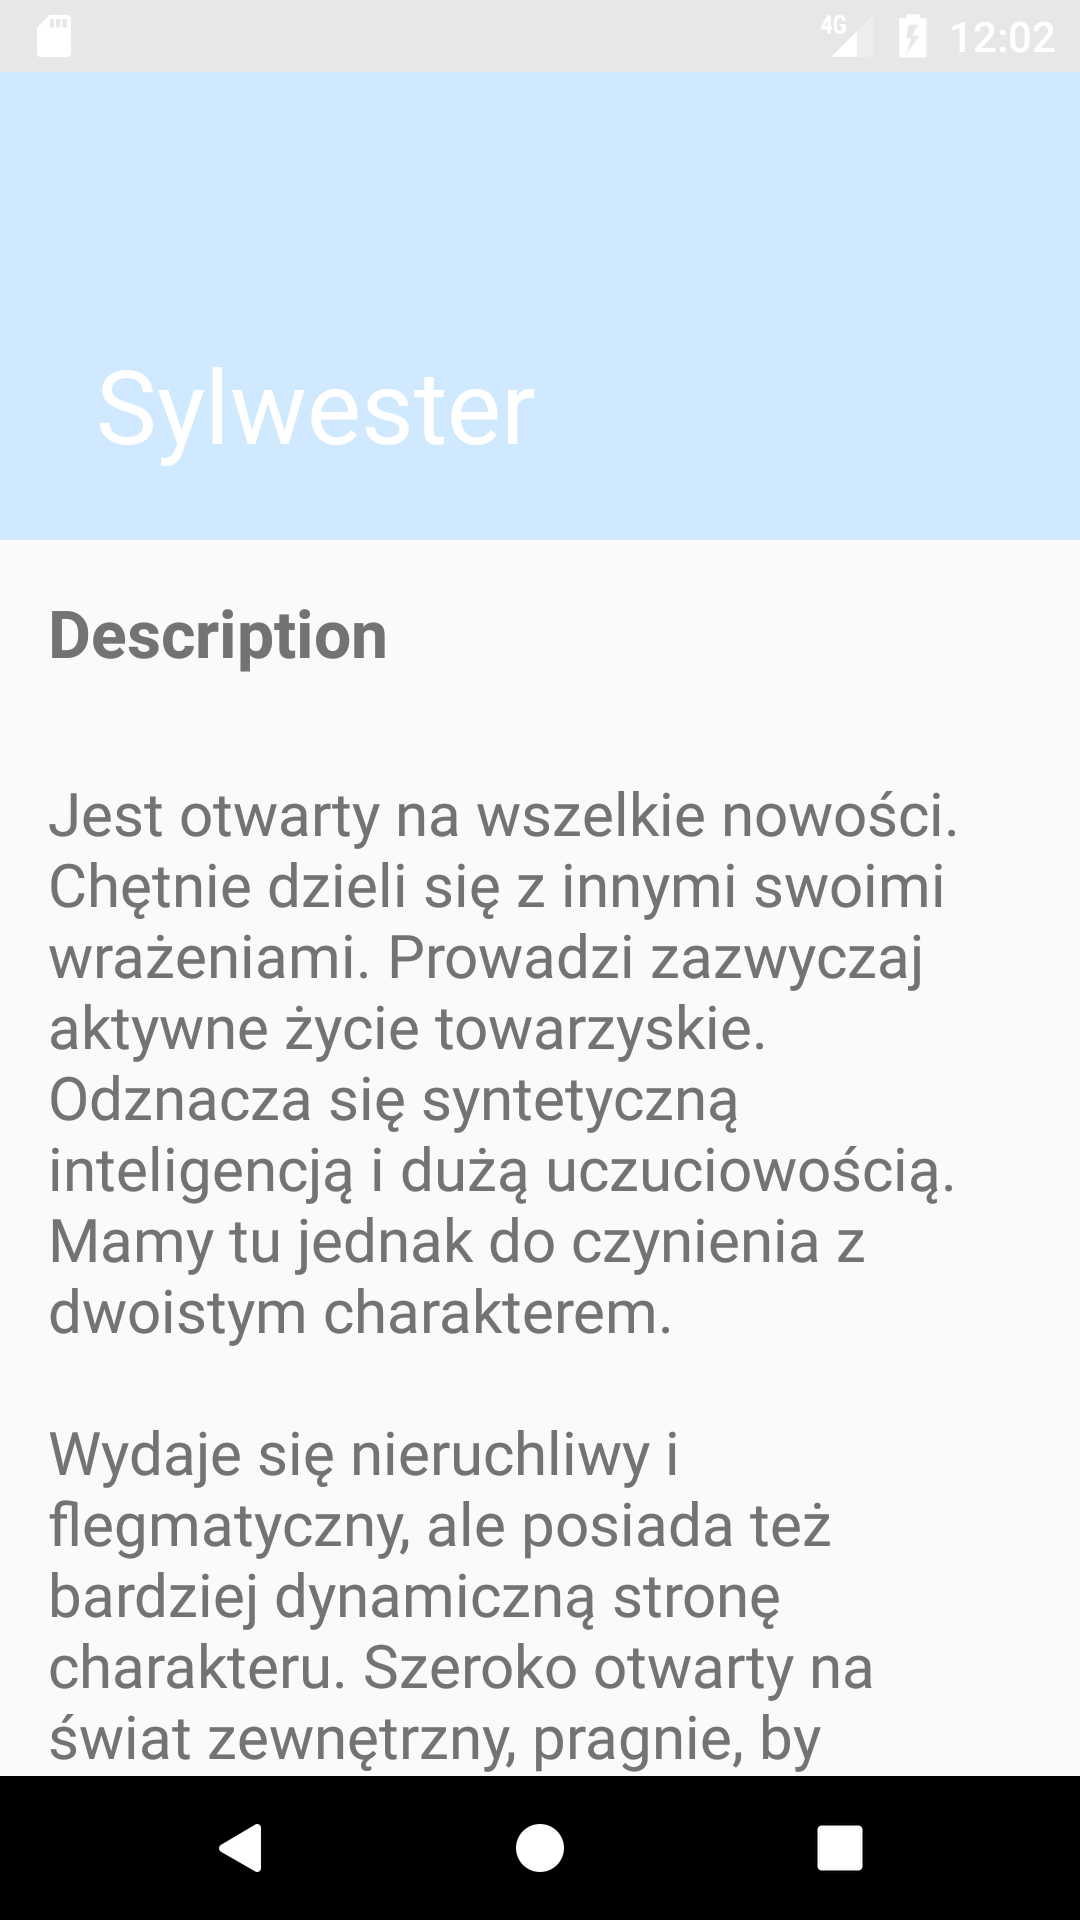 4G 12:02
Sylwester
Description
Jest otwarty na wszelkie nowości.
Chętnie dzieli się z innymi swoimi
wrażeniami. Prowadzi zazwyczaj
aktywne życie towarzyskie.
Odznacza się syntetyczną
inteligencją i dużą uczuciowością.
Mamy tu jednak do czynienia z
dwoistym charakterem.
Wydaje się nieruchliwy i
flegmatyczny, ale posiada też
bardziej dynamiczną stronę
charakteru. Szeroko otwarty na
świat zewnętrzny, pragnie, by